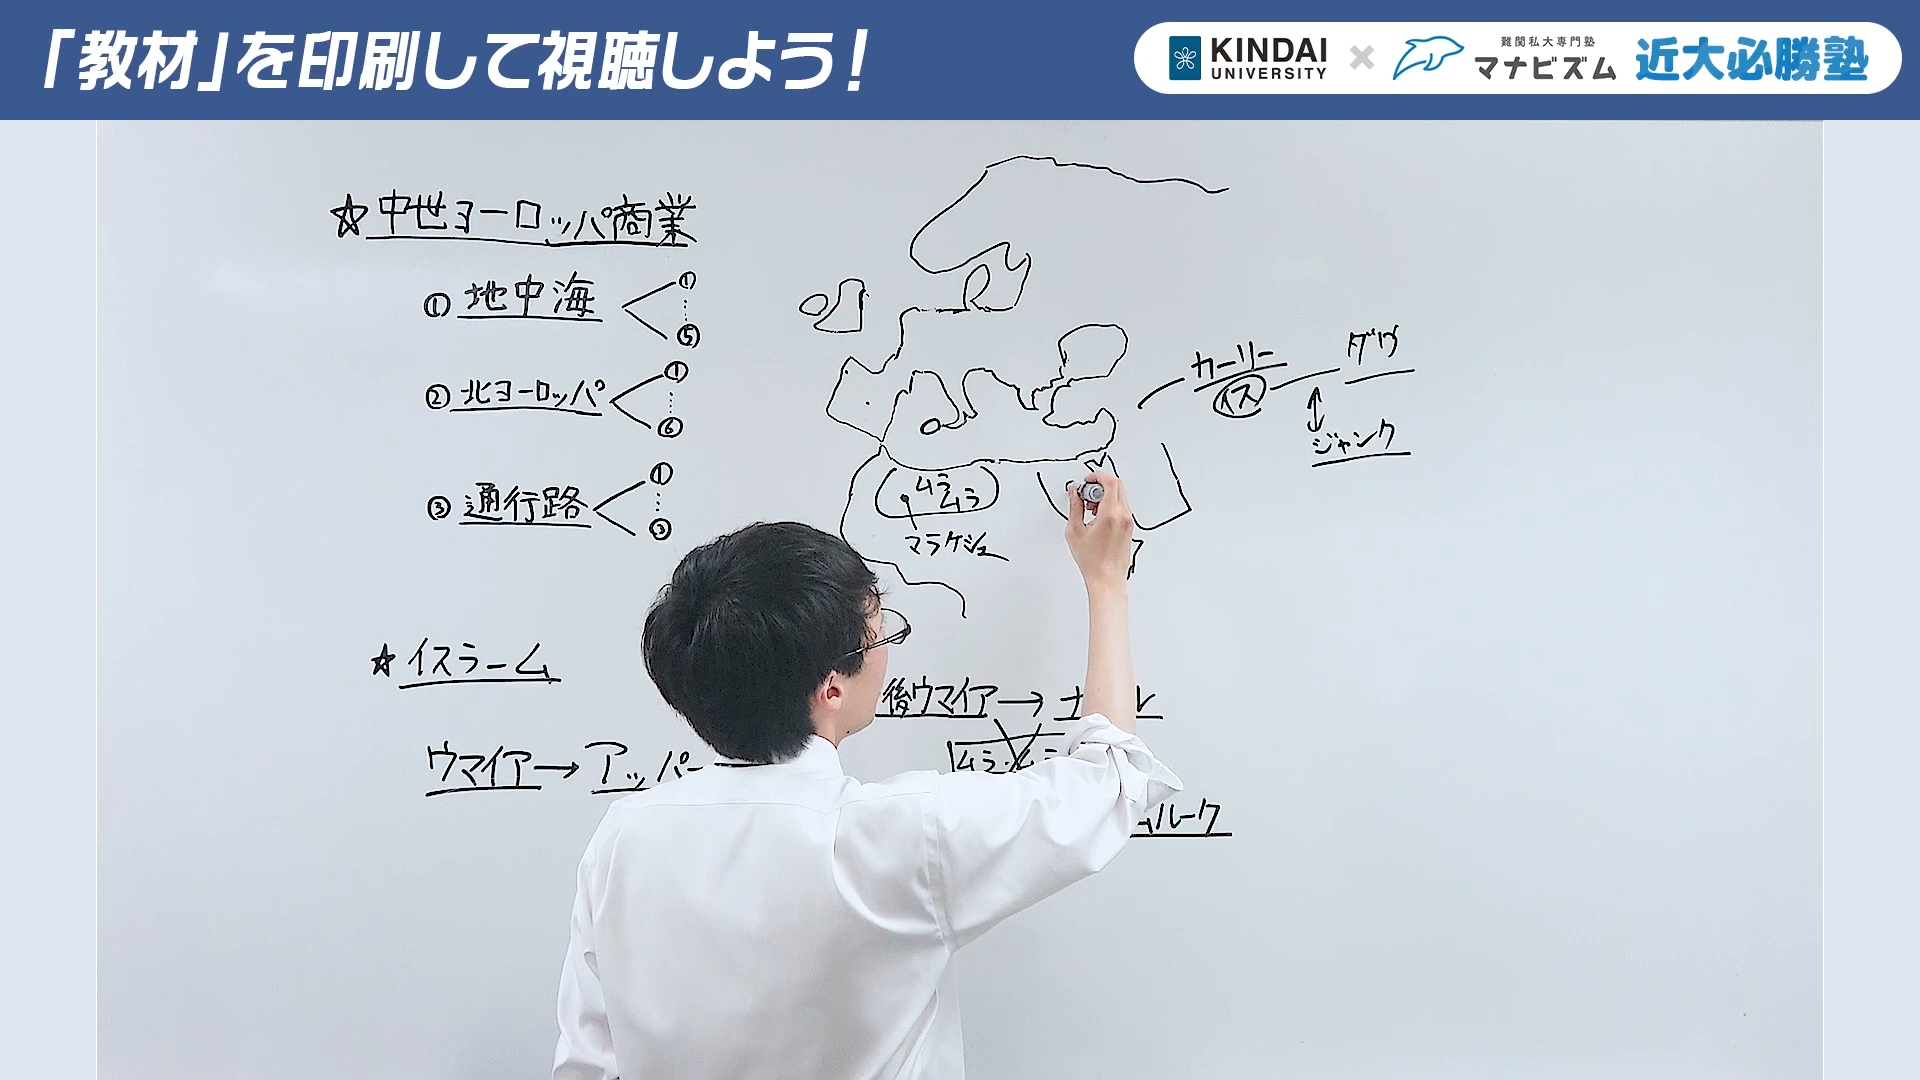 「教材」を印刷して視聴しよう!
KINDAI UNIVERSITY × 難関私大専門塾 マナビズム 近大必勝塾
☆中世ヨーロッパ商業
① 地中海
①
⑤
② 北ヨーロッパ
①
⑥
③ 通行路
①
③
カーリー
イス
ダウ
ジャンク
ムラ
ムラ
マラケシュ
☆イスラーム
後ウマイア→
ムラ・ム
ウマイア→アッバー
ムルーク